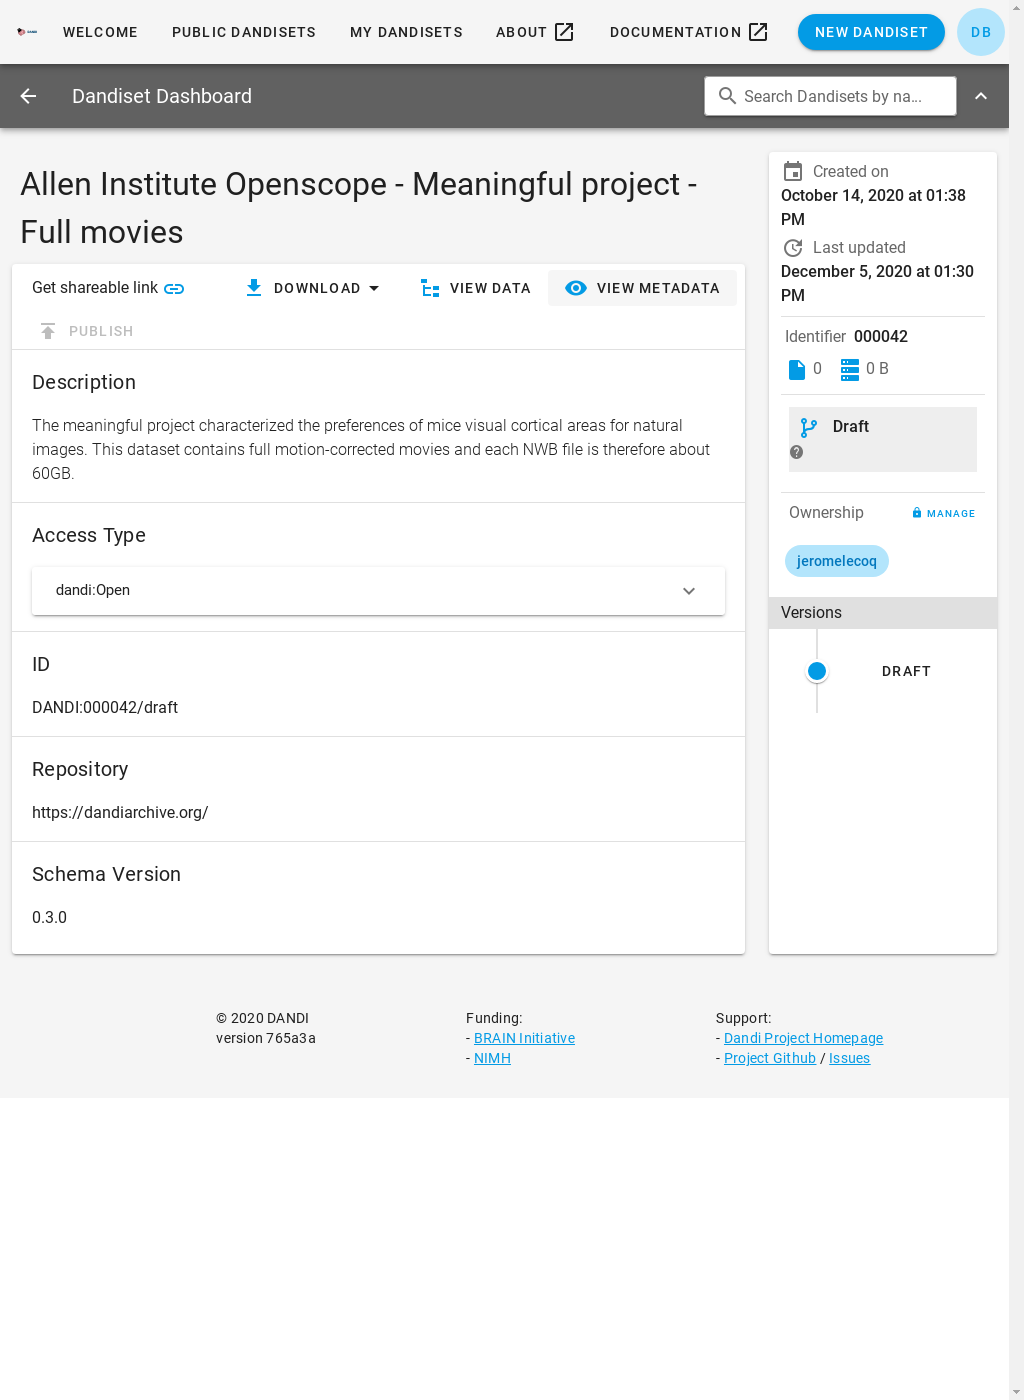 WELCOME PUBLIC DANDISETS MY DANDISETS ABOUT DOCUMENTATION NEW DANDISET DB
Dandiset Dashboard Search Dandisets by na...
Allen Institute Openscope - Meaningful project -
Full movies
Get shareable link DOWNLOAD VIEW DATA VIEW METADATA
PUBLISH
Description
The meaningful project characterized the preferences of mice visual cortical areas for natural
images. This dataset contains full motion-corrected movies and each NWB file is therefore about
60GB.
Access Type
dandi:Open
ID
DANDI:000042/draft
Repository
https://dandiarchive.org/
Schema Version
0.3.0
Created on
October 14, 2020 at 01:38
PM
Last updated
December 5, 2020 at 01:30
PM
Identifier 000042
0 0 B
Draft
Ownership MANAGE
jeromelecoq
Versions
DRAFT
© 2020 DANDI
version 765a3a
Funding:
- BRAIN Initiative
- NIMH
Support:
- Dandi Project Homepage
- Project Github / Issues